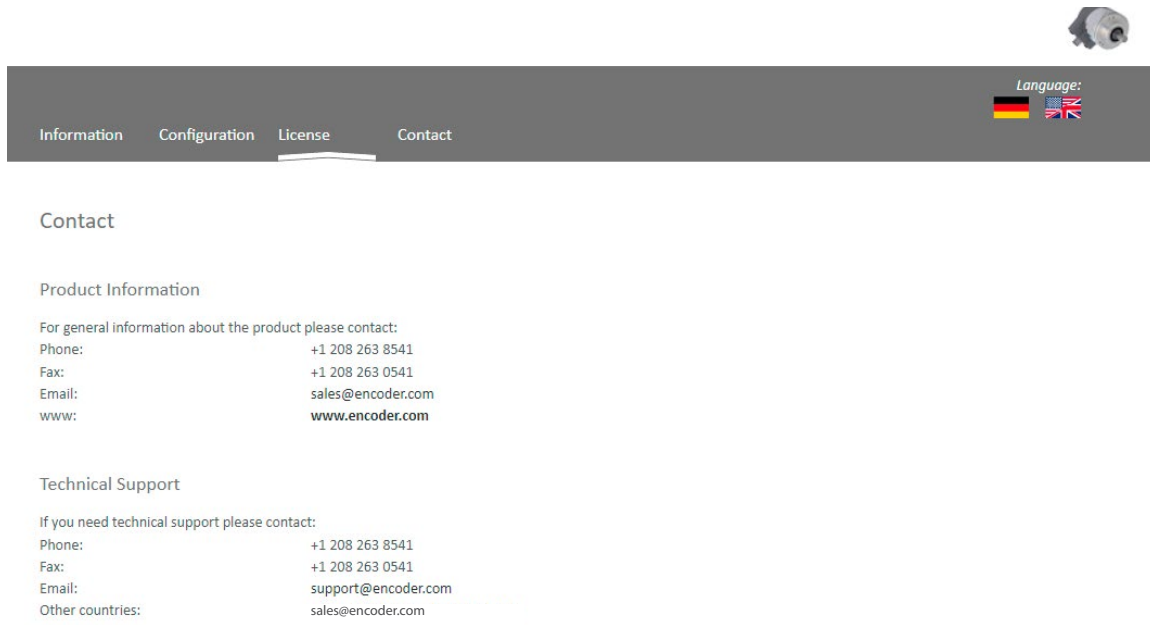 Language:
Information Configuration License Contact
Contact
Product Information
For general information about the product please contact:
Phone: +1 208 263 8541
Fax: +1 208 263 0541
Email: sales@encoder.com
www: www.encoder.com
Technical Support
If you need technical support please contact:
Phone: +1 208 263 8541
Fax: +1 208 263 0541
Email: support@encoder.com
Other countries: sales@encoder.com